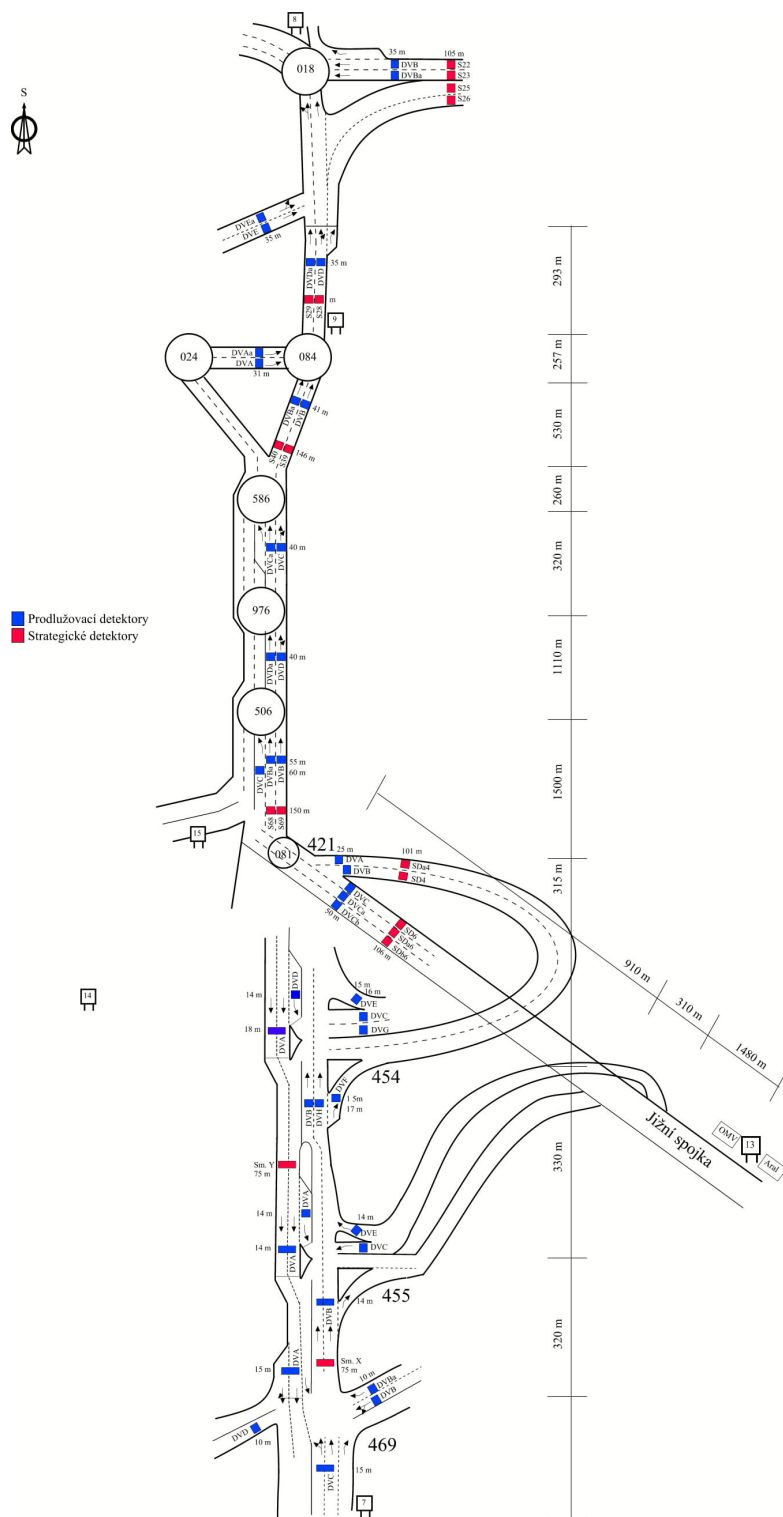 8
35 m
105 m
018
DVB
DVBa
S22
S23
S25
S26
S
DVEa
DVE
35 m
293 m
DVDa
DVD
35 m
S29
S28
m
9
024
DVAa
DVA
31 m
084
257 m
DVBa
DVB
41 m
530 m
S40
S39
146 m
586
260 m
DVCa
DVC
40 m
320 m
976
Prodlužovací detektory
Strategické detektory
DVDa
DVD
40 m
1110 m
506
DVC
DVBa
DVB
55 m
60 m
1500 m
S68
S69
150 m
15
421
081
25 m
DVA
DVB
101 m
SDa4
SD4
315 m
DVC
DVCa
DVCb
50 m
SD6
SDa6
SDb6
106 m
910 m
310 m
1480 m
14
14 m
DVD
15 m
16 m
DVE
DVC
DVG
18 m
DVA
454
DVF
DVB
DVH
1 5m
17 m
Jižní spojka
OMV
13
Aral
330 m
Sm. Y
75 m
DVA
14 m
14 m
DVE
DVC
14 m
DVA
455
DVB
14 m
320 m
Sm. X
75 m
DVA
15 m
10 m
DVBa
DVB
DVD
10 m
469
DVC
15 m
7